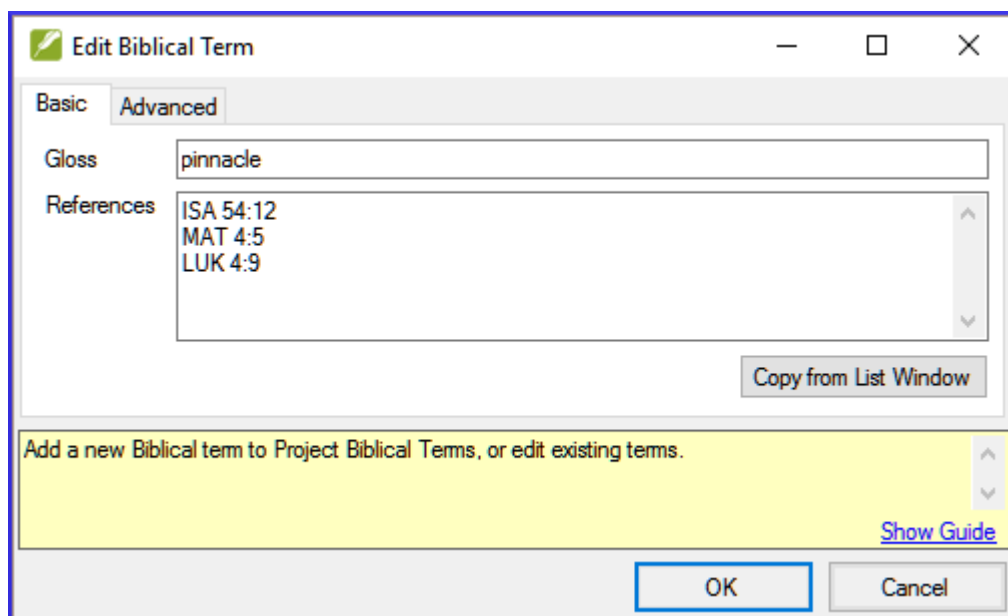 Edit Biblical Term
Basic Advanced
Gloss pinnacle
References ISA 54:12
MAT 4:5
LUK 4:9
Copy from List Window
Add a new Biblical term to Project Biblical Terms, or edit existing terms.
Show Guide
OK Cancel